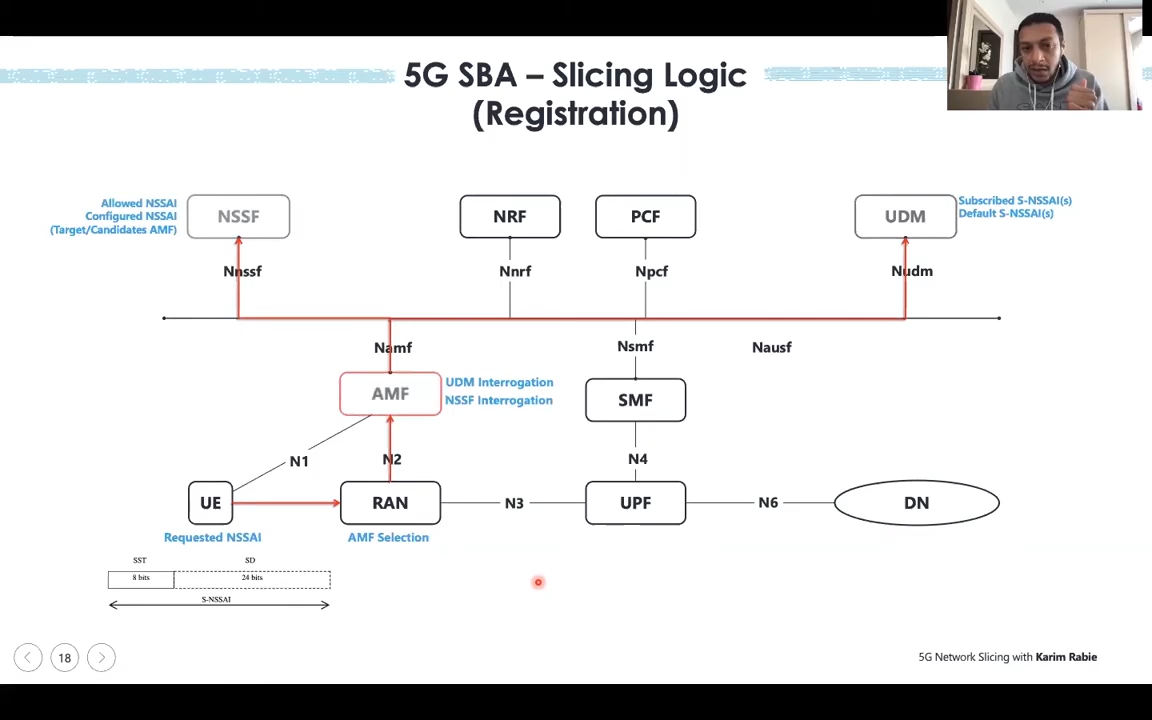 5G SBA – Slicing Logic
(Registration)
Allowed NSSAI
Configured NSSAI
(Target/Candidates AMF)
NSSF
NRF
PCF
UDM
Subscribed S-NSSAI(s)
Default S-NSSAI(s)
Nnssf
Nnrf
Npcf
Nudm
Namf
Nsmf
Nausf
AMF
UDM Interrogation
NSSF Interrogation
SMF
N1
N2
N4
UE
RAN
N3
UPF
N6
DN
Requested NSSAI
AMF Selection
SST
SD
8 bits
24 bits
S-NSSAI
18
5G Network Slicing with Karim Rabie